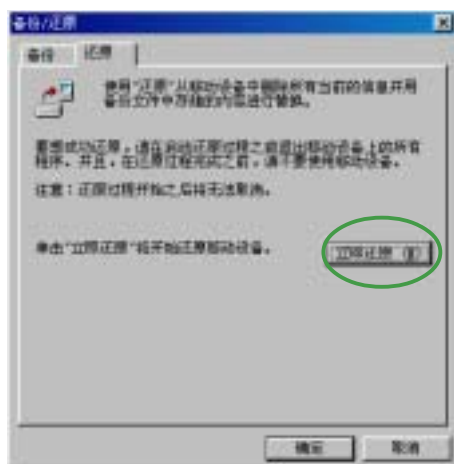 备份/还原
备份 还原
使用“还原”从移动设备中删除所有当前的信息并用
备份文件中存储的内容进行替换。
要想成功还原，请在启动还原过程之前退出移动设备上的所有
程序。并且，在还原过程完成之前，请不要使用移动设备。
注意：还原过程开始之后将无法取消。
单击“立即还原”将开始还原移动设备。
立即还原 (R)
确定 取消